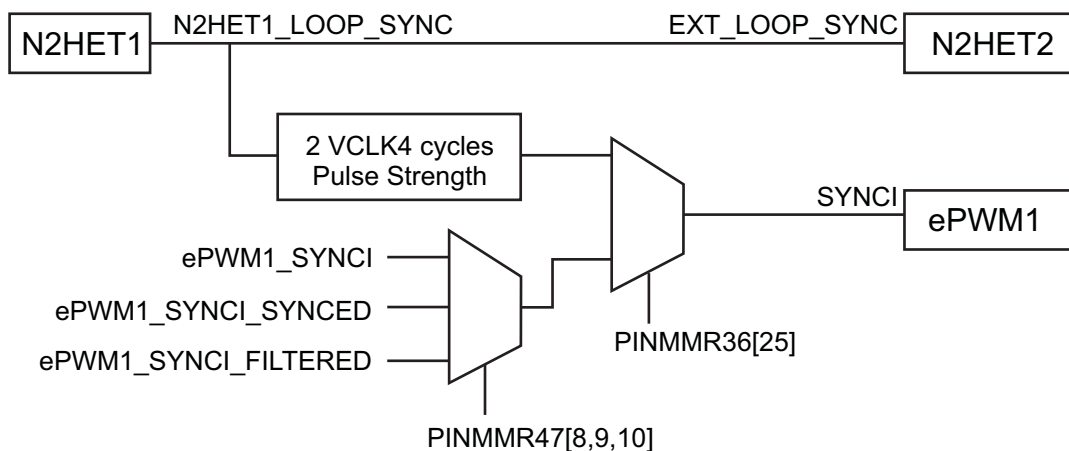 N2HET1
N2HET1_LOOP_SYNC
EXT_LOOP_SYNC
N2HET2
2 VCLK4 cycles
Pulse Strength
SYNCI
ePWM1
ePWM1_SYNCI
ePWM1_SYNCI_SYNCED
ePWM1_SYNCI_FILTERED
PINMMR36[25]
PINMMR47[8,9,10]